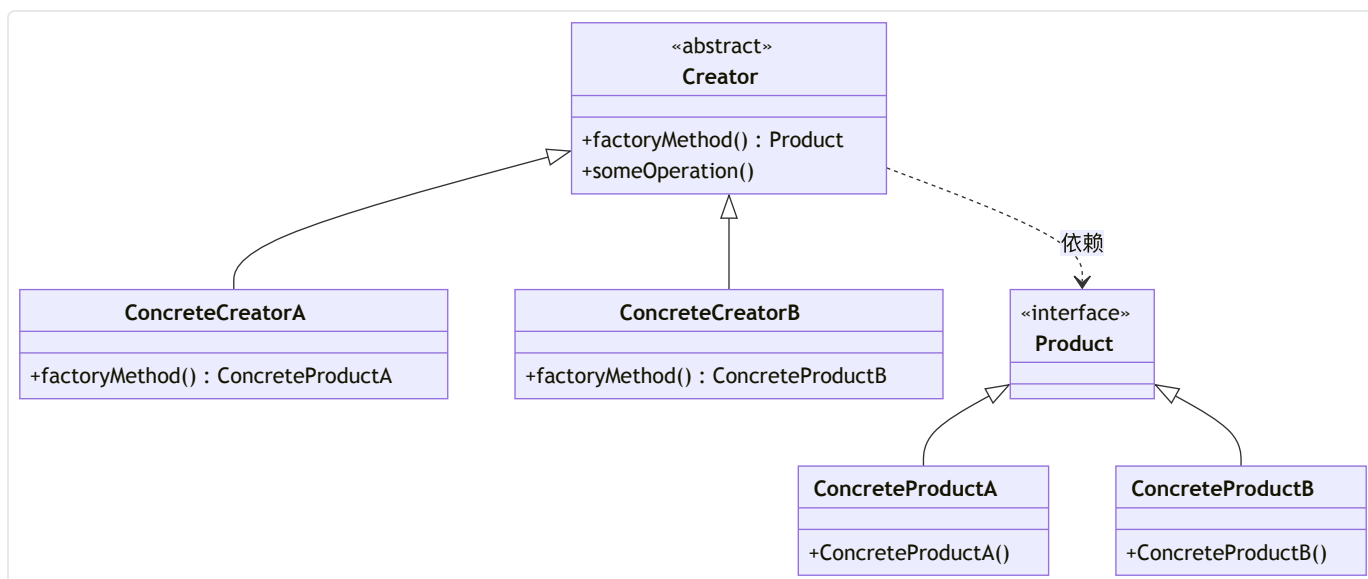 «abstract»
Creator
+factoryMethod() : Product
+someOperation()
依赖
ConcreteCreatorA
+factoryMethod() : ConcreteProductA
ConcreteCreatorB
+factoryMethod() : ConcreteProductB
«interface»
Product
ConcreteProductA
+ConcreteProductA()
ConcreteProductB
+ConcreteProductB()